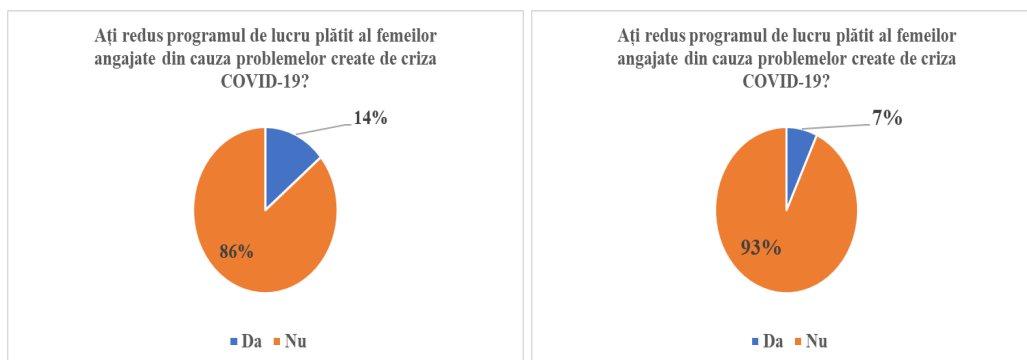 Ați redus programul de lucru plătit al femeilor
angajate din cauza problemelor create de criza
COVID-19?
14%
86%
Da Nu
Ați redus programul de lucru plătit al femeilor
angajate din cauza problemelor create de criza
COVID-19?
7%
93%
Da Nu